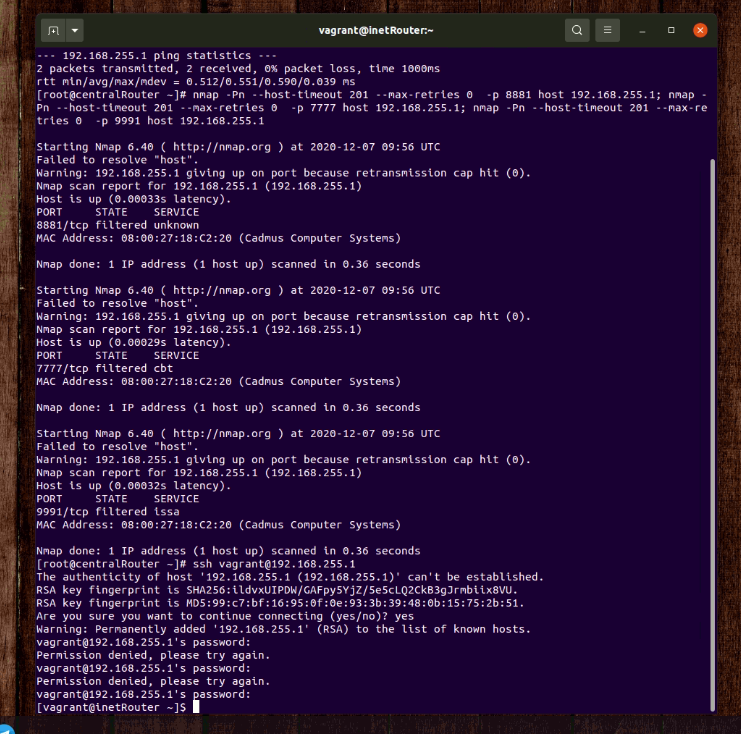 vagrant@inetRouter:~
--- 192.168.255.1 ping statistics ---
2 packets transmitted, 2 received, 0% packet loss, time 1000ms
rtt min/avg/max/mdev = 0.512/0.551/0.590/0.039 ms
[root@centralRouter ~]# nmap -Pn --host-timeout 201 --max-retries 0  -p 8881 host 192.168.255.1; nmap -
Pn --host-timeout 201 --max-retries 0  -p 7777 host 192.168.255.1; nmap -Pn --host-timeout 201 --max-re
tries 0  -p 9991 host 192.168.255.1
Starting Nmap 6.40 ( http://nmap.org ) at 2020-12-07 09:56 UTC
Failed to resolve "host".
Warning: 192.168.255.1 giving up on port because retransmission cap hit (0).
Nmap scan report for 192.168.255.1 (192.168.255.1)
Host is up (0.00033s latency).
PORT     STATE    SERVICE
8881/tcp filtered unknown
MAC Address: 08:00:27:18:C2:20 (Cadmus Computer Systems)
Nmap done: 1 IP address (1 host up) scanned in 0.36 seconds
Starting Nmap 6.40 ( http://nmap.org ) at 2020-12-07 09:56 UTC
Failed to resolve "host".
Warning: 192.168.255.1 giving up on port because retransmission cap hit (0).
Nmap scan report for 192.168.255.1 (192.168.255.1)
Host is up (0.00029s latency).
PORT     STATE    SERVICE
7777/tcp filtered cbt
MAC Address: 08:00:27:18:C2:20 (Cadmus Computer Systems)
Nmap done: 1 IP address (1 host up) scanned in 0.36 seconds
Starting Nmap 6.40 ( http://nmap.org ) at 2020-12-07 09:56 UTC
Failed to resolve "host".
Warning: 192.168.255.1 giving up on port because retransmission cap hit (0).
Nmap scan report for 192.168.255.1 (192.168.255.1)
Host is up (0.00032s latency).
PORT     STATE    SERVICE
9991/tcp filtered issa
MAC Address: 08:00:27:18:C2:20 (Cadmus Computer Systems)
Nmap done: 1 IP address (1 host up) scanned in 0.36 seconds
[root@centralRouter ~]# ssh vagrant@192.168.255.1
The authenticity of host '192.168.255.1 (192.168.255.1)' can't be established.
RSA key fingerprint is SHA256:ildvxUIPDW/GAFpy5YjZ/5e5cLQ2CkB3gJrmbiix8VU.
RSA key fingerprint is MD5:99:c7:bf:16:95:0f:0e:93:3b:39:48:0b:15:75:2b:51.
Are you sure you want to continue connecting (yes/no)? yes
Warning: Permanently added '192.168.255.1' (RSA) to the list of known hosts.
vagrant@192.168.255.1's password:
Permission denied, please try again.
vagrant@192.168.255.1's password:
Permission denied, please try again.
vagrant@192.168.255.1's password:
[vagrant@inetRouter ~]$